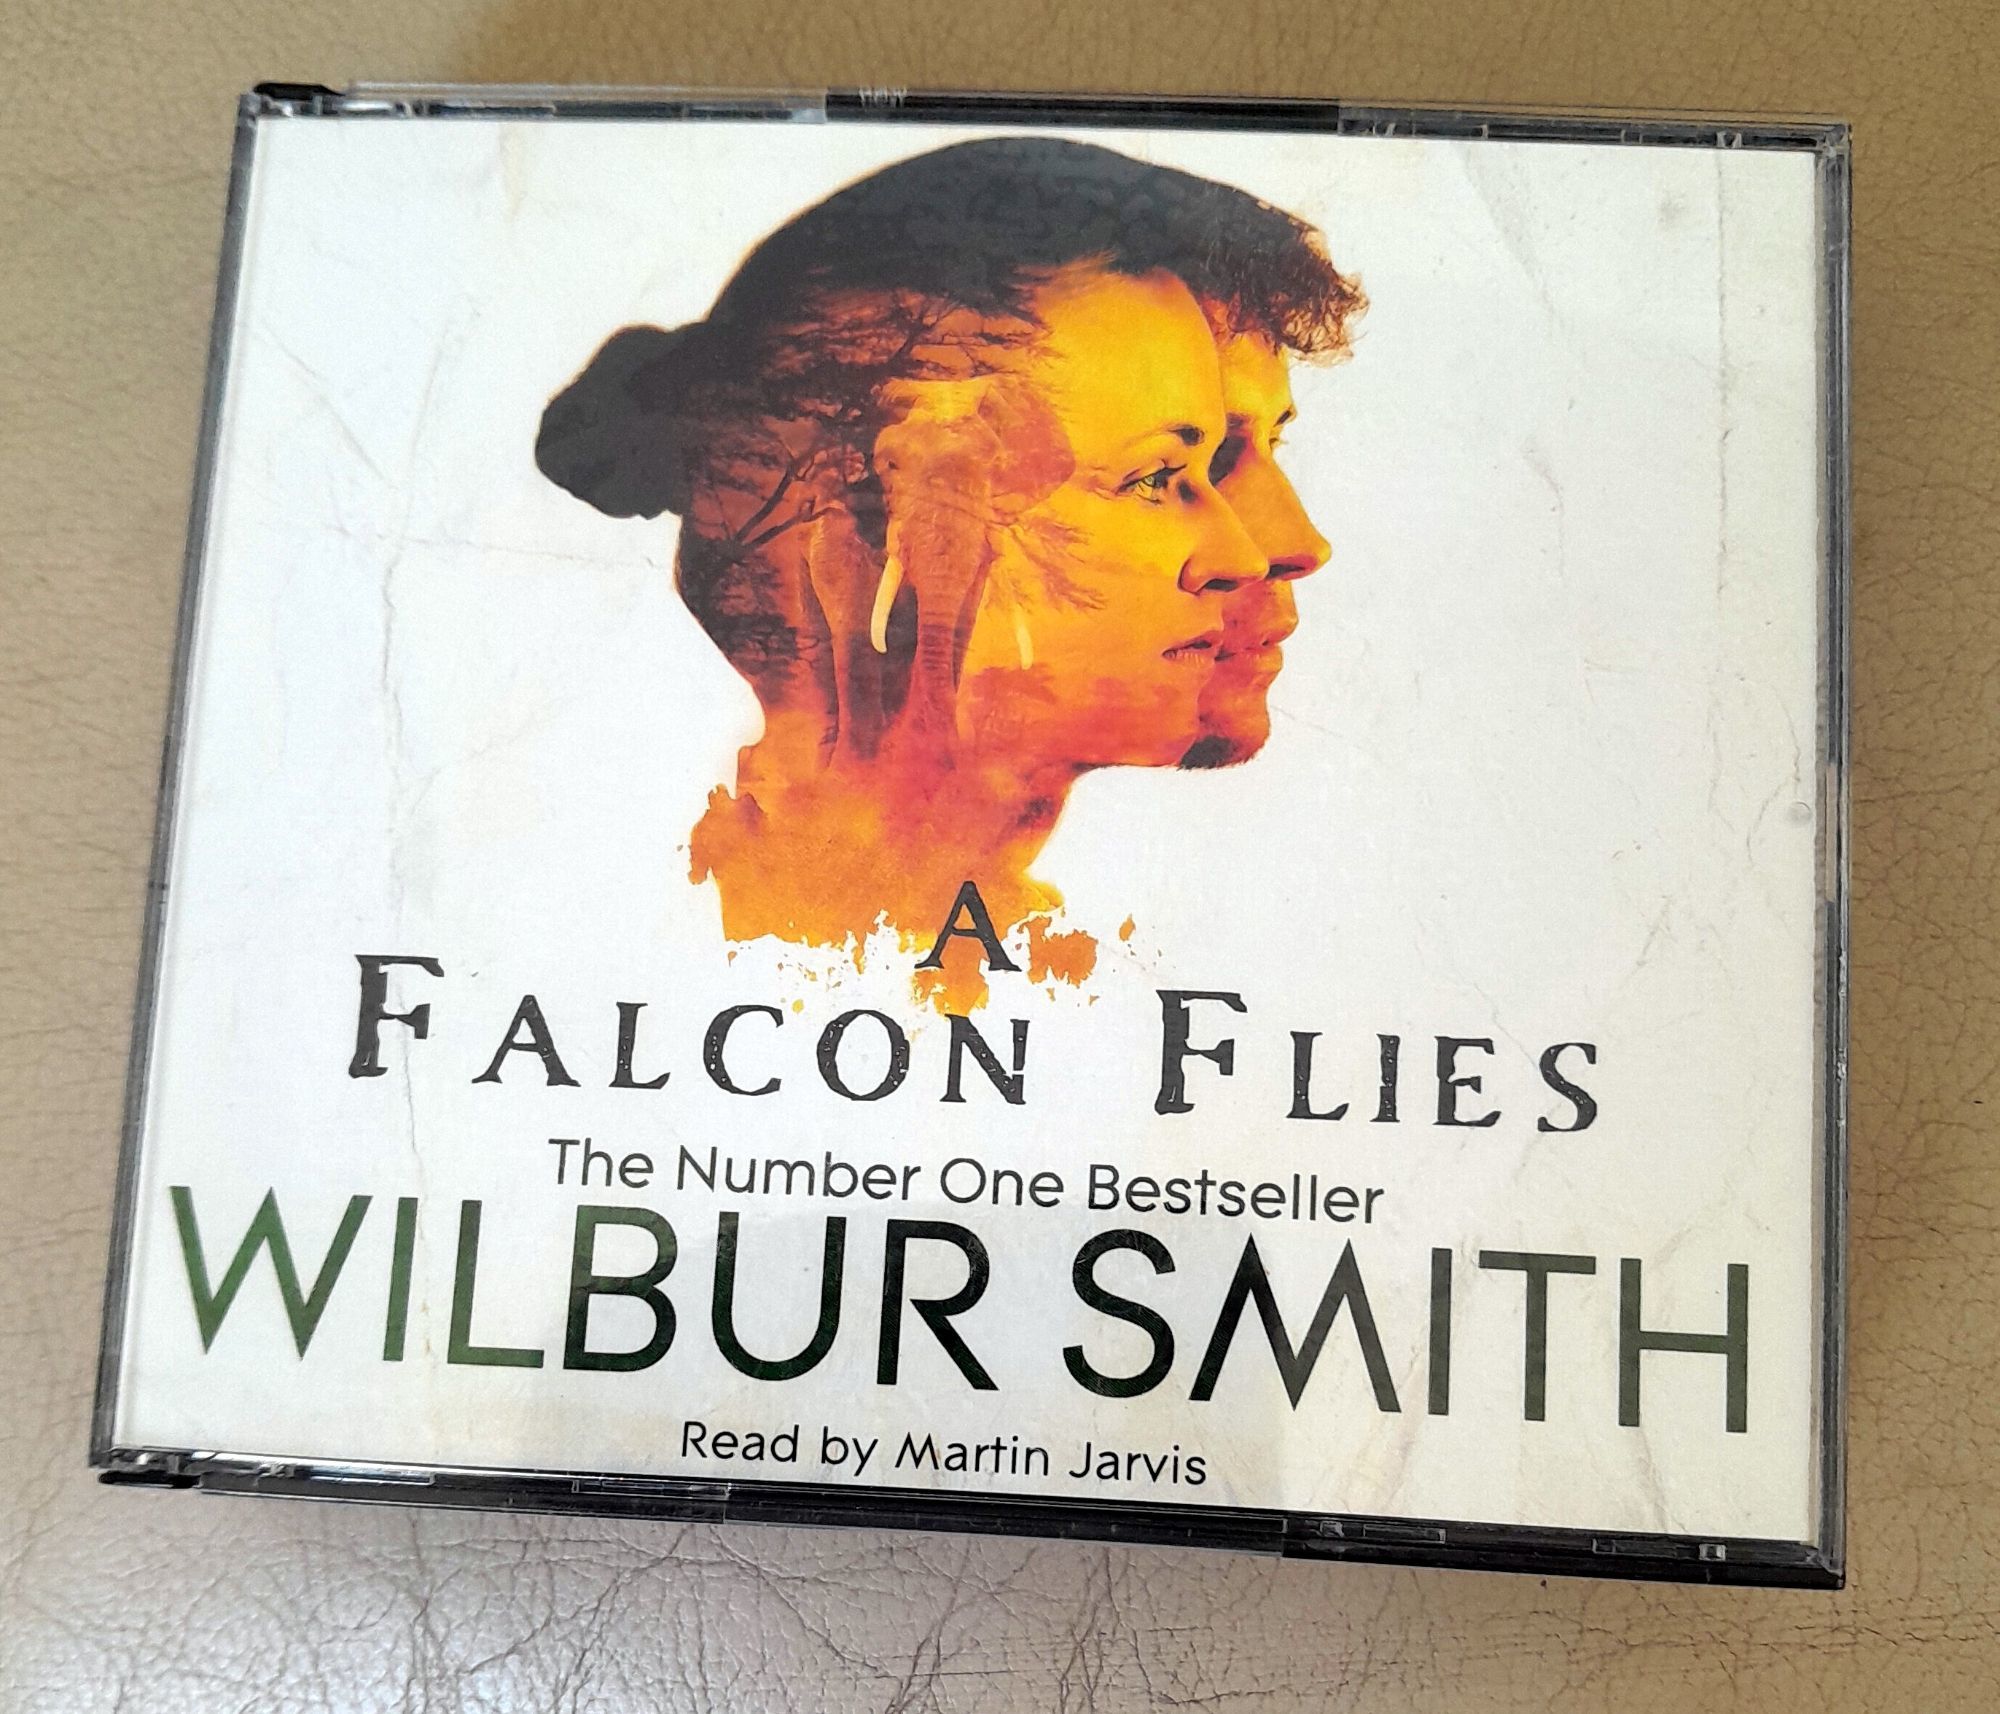 A
FALCON FLIES
The Number One Bestseller
WILBUR SMITH
Read by Martin Jarvis